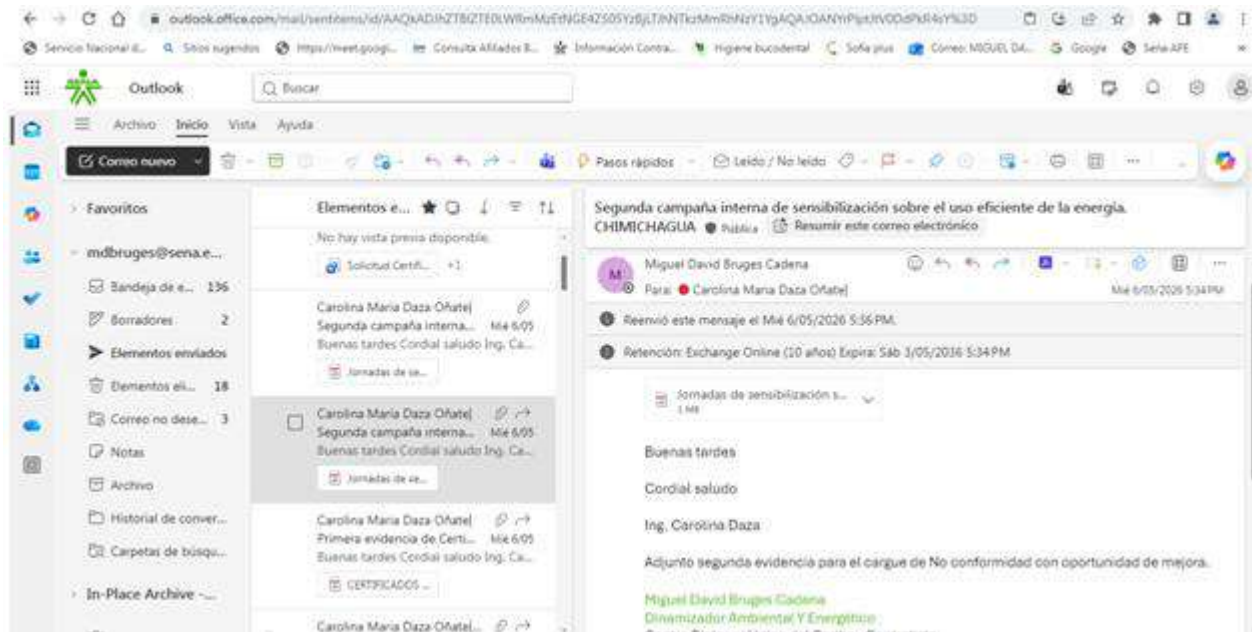 outlook.office.com/mail/sentitems/id/
Servicio Nacional d...
Sitios sugeridos
Consulta Afiliados B...
Información Contra...
Higiene bucodental
Sofia plus
Correo: MIGUEL DA...
Google
Sena APE
Outlook
Buscar
Archivo Inicio Vista Ayuda
Correo nuevo
Pasos rápidos
Leído / No leído
Favoritos
mdbruges@sena.e...
Bandeja de e... 136
Borradores 2
Elementos enviados
Elementos eli... 18
Correo no dese... 3
Notas
Archivo
Historial de conver...
Carpetas de búsqu...
In-Place Archive -...
Elementos e...
No hay vista previa disponible.
Solicitud Certifi... +1
Carolina Maria Daza Oñate|
Segunda campaña interna... Mié 6/05
Buenas tardes Cordial saludo Ing. Ca...
Jornadas de se...
Carolina Maria Daza Oñate|
Segunda campaña interna... Mié 6/05
Buenas tardes Cordial saludo Ing. Ca...
Jornadas de se...
Carolina Maria Daza Oñate|
Primera evidencia de Certi... Mié 6/05
Buenas tardes Cordial saludo Ing. Ca...
CERTIFICADOS ...
Carolina Maria Daza Oñate|...
Segunda campaña interna de sensibilización sobre el uso eficiente de la energía.
CHIMICHAGUA Pública Resumir este correo electrónico
M
Miguel David Bruges Cadena
Para: Carolina Maria Daza Oñate|
Mié 6/05/2026 5:34 PM
Reenvió este mensaje el Mié 6/05/2026 5:56 PM.
Retención: Exchange Online (10 años) Expira: Sáb 3/05/2036 5:34 PM
Jornadas de sensibilización s...
1 MB
Buenas tardes
Cordial saludo
Ing. Carolina Daza
Adjunto segunda evidencia para el cargue de No conformidad con oportunidad de mejora.
Miguel David Bruges Cadena
Dinamizador Ambiental Y Energético